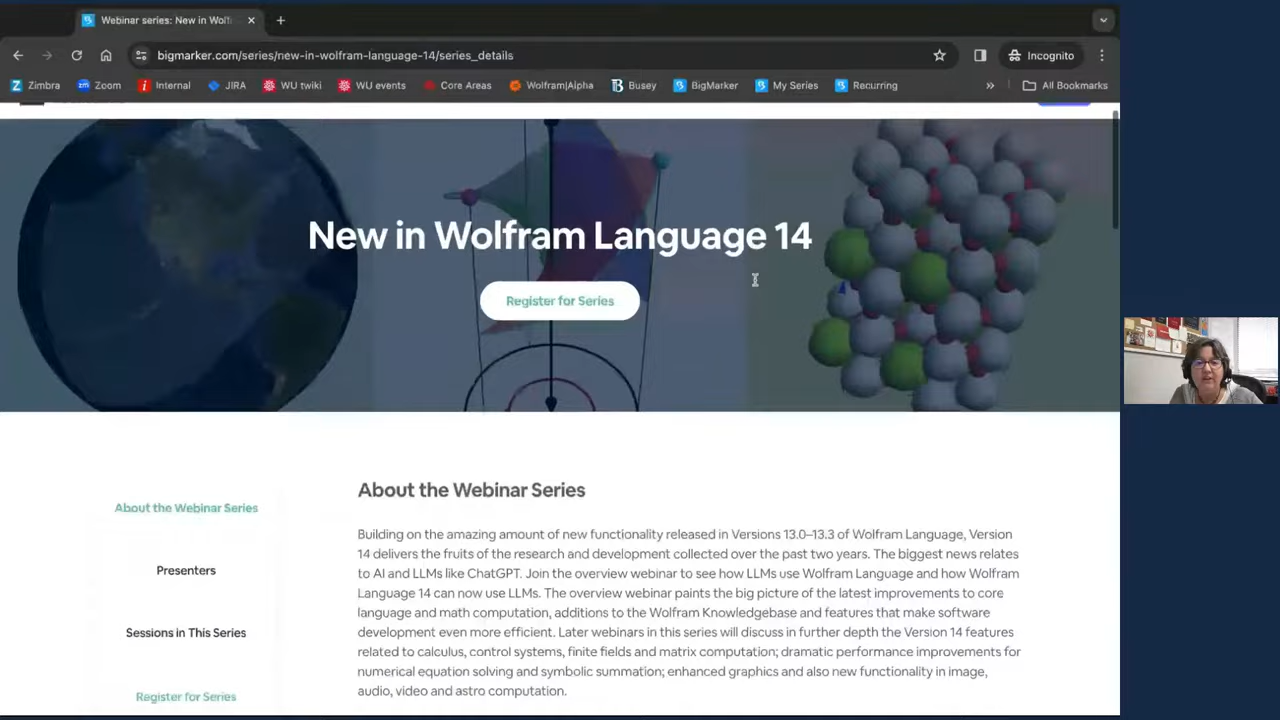 Webinar series: New in Wolfr
bigmarker.com/series/new-in-wolfram-language-14/series_details
Incognito
Zimbra
Zoom
Internal
JIRA
WU twiki
WU events
Core Areas
Wolfram|Alpha
Busey
BigMarker
My Series
Recurring
»
All Bookmarks
New in Wolfram Language 14
Register for Series
About the Webinar Series
Presenters
Sessions in This Series
Register for Series
About the Webinar Series
Building on the amazing amount of new functionality released in Versions 13.0–13.3 of Wolfram Language, Version
14 delivers the fruits of the research and development collected over the past two years. The biggest news relates
to AI and LLMs like ChatGPT. Join the overview webinar to see how LLMs use Wolfram Language and how Wolfram
Language 14 can now use LLMs. The overview webinar paints the big picture of the latest improvements to core
language and math computation, additions to the Wolfram Knowledgebase and features that make software
development even more efficient. Later webinars in this series will discuss in further depth the Version 14 features
related to calculus, control systems, finite fields and matrix computation; dramatic performance improvements for
numerical equation solving and symbolic summation; enhanced graphics and also new functionality in image,
audio, video and astro computation.